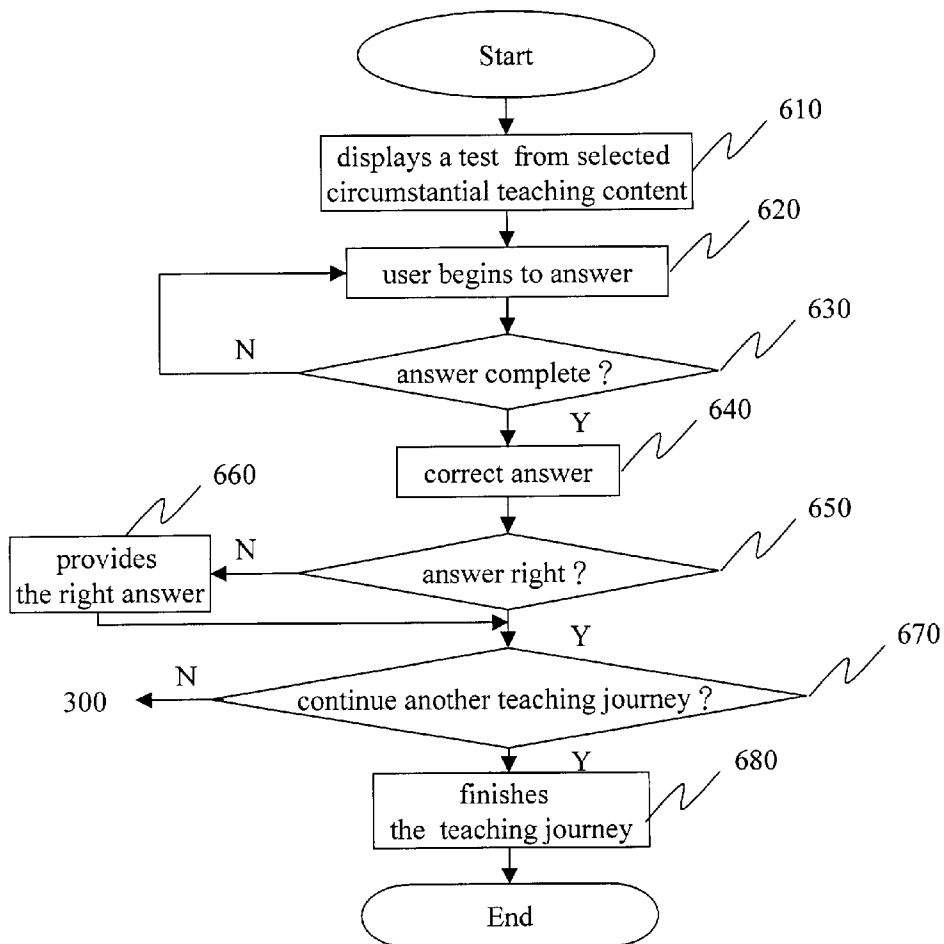 Start
610
displays a test from selected
circumstantial teaching content
620
user begins to answer
630
N
answer complete ?
Y
640
correct answer
660
650
provides
the right answer
N
answer right ?
Y
670
N
300
continue another teaching journey ?
Y
680
finishes
the teaching journey
End